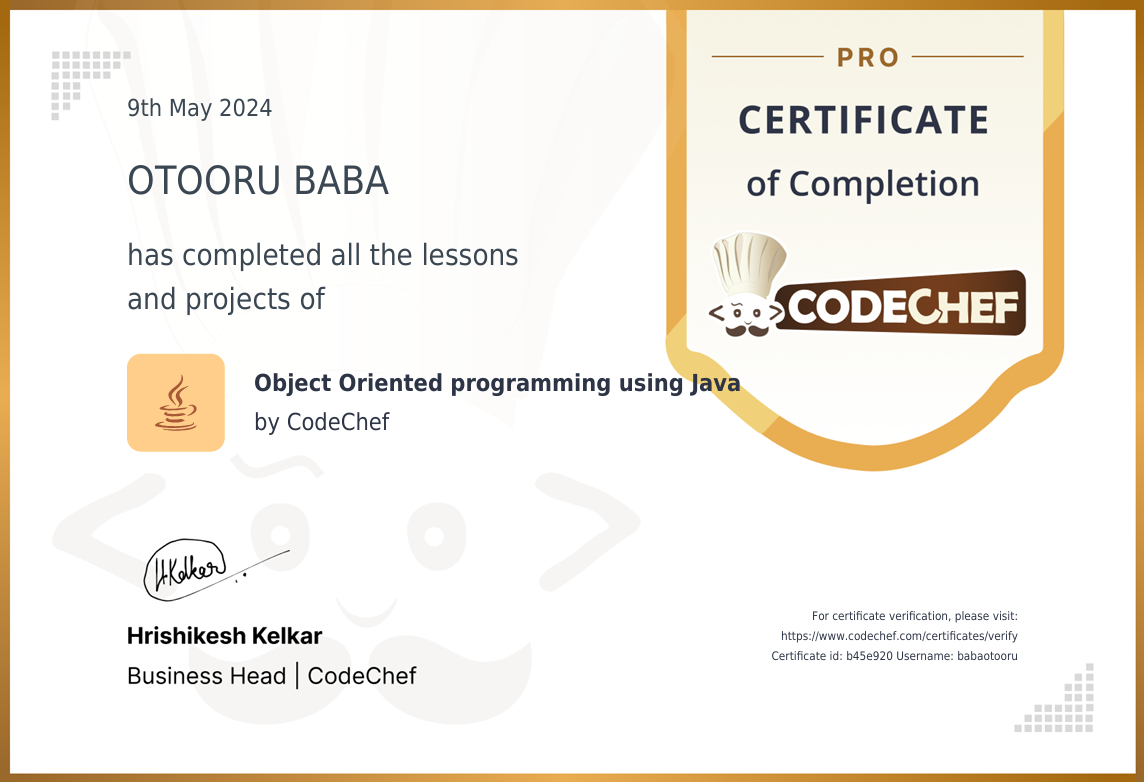 9th May 2024
OTOORU BABA
has completed all the lessons
and projects of
Object Oriented programming using Java
by CodeChef
PRO
CERTIFICATE
of Completion
CODECHEF
H.Kelkar
Hrishikesh Kelkar
Business Head | CodeChef
For certificate verification, please visit:
https://www.codechef.com/certificates/verify
Certificate id: b45e920 Username: babaotooru